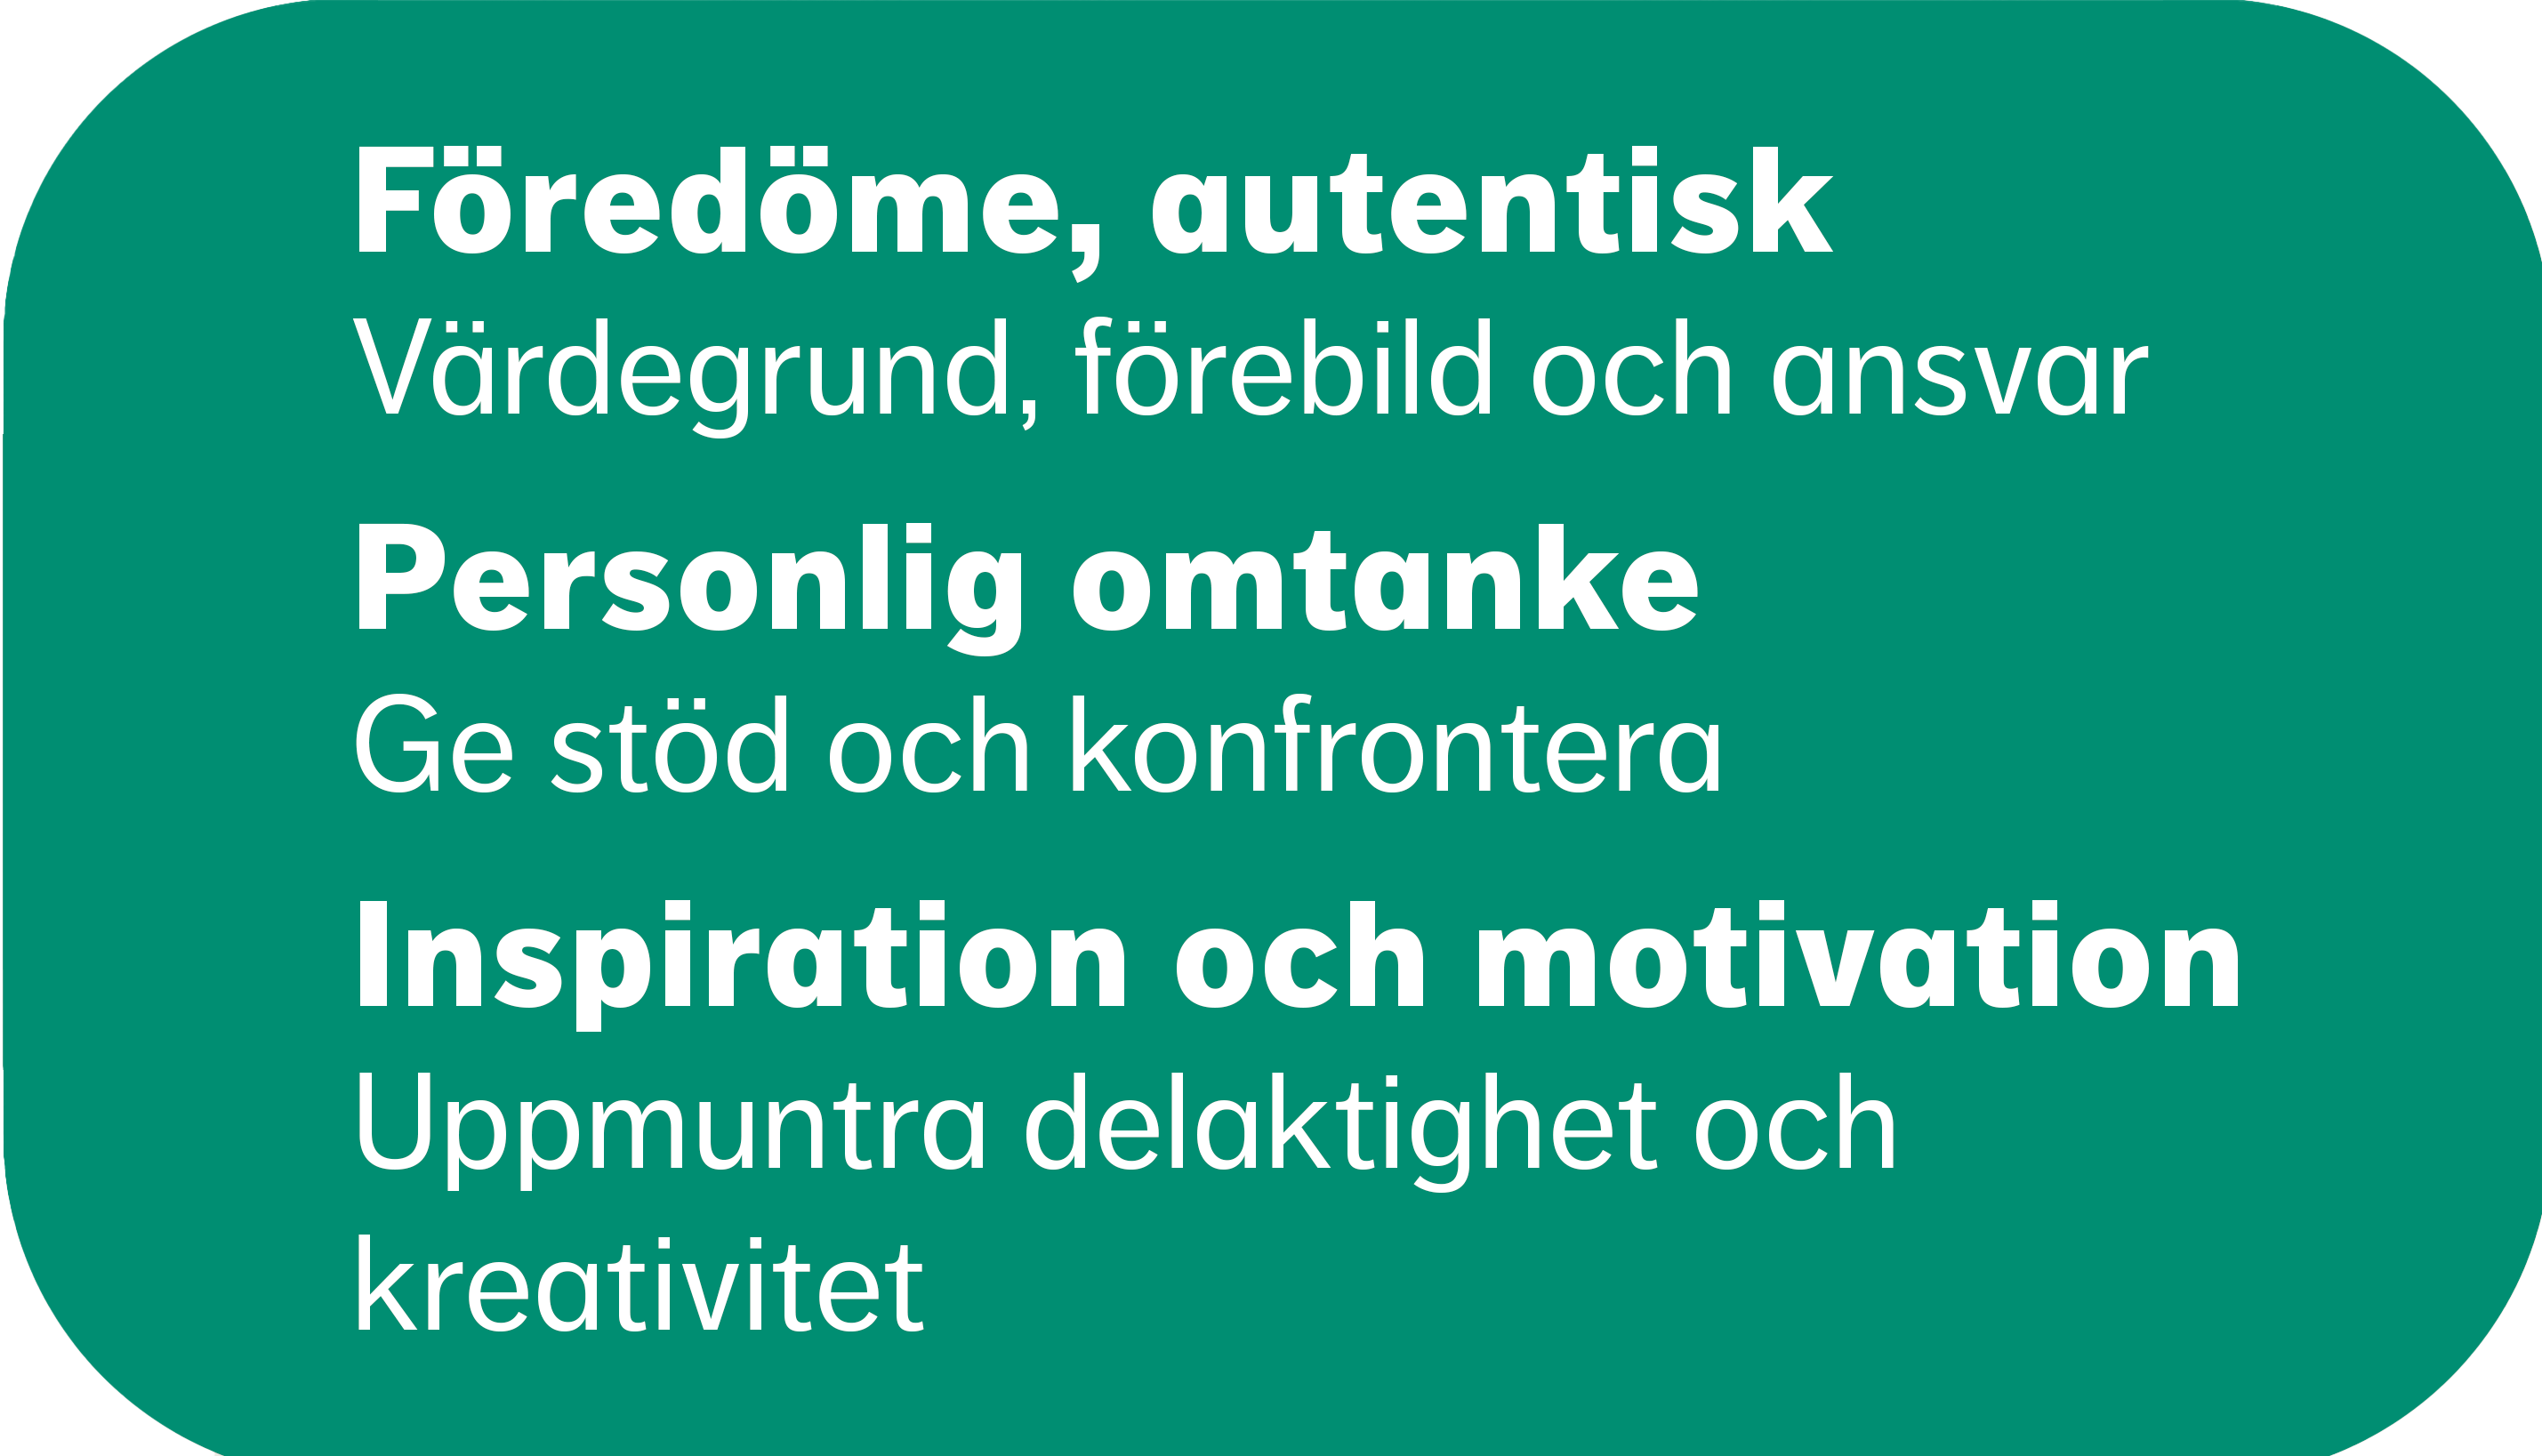 Föredöme, autentisk
Värdegrund, förebild och ansvar
Personlig omtanke
Ge stöd och konfrontera
Inspiration och motivation
Uppmuntra delaktighet och
kreativitet